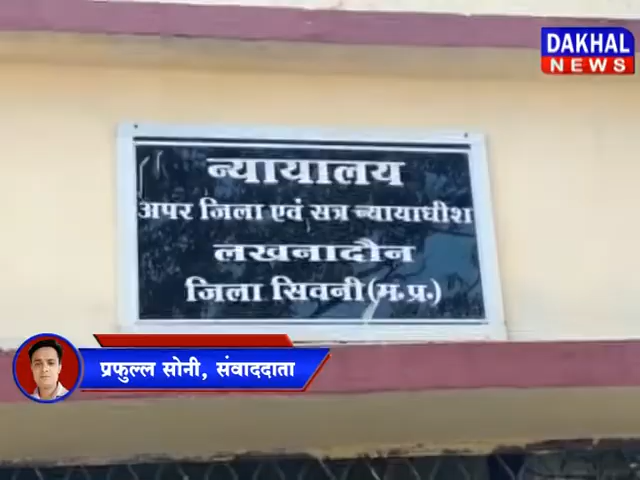 DAKHAL
NEWS
न्यायालय
अपर जिला एवं सत्र न्यायाधीश
लखनादौन
जिला सिवनी(म.प्र.)
प्रफुल्ल सोनी, संवाददाता